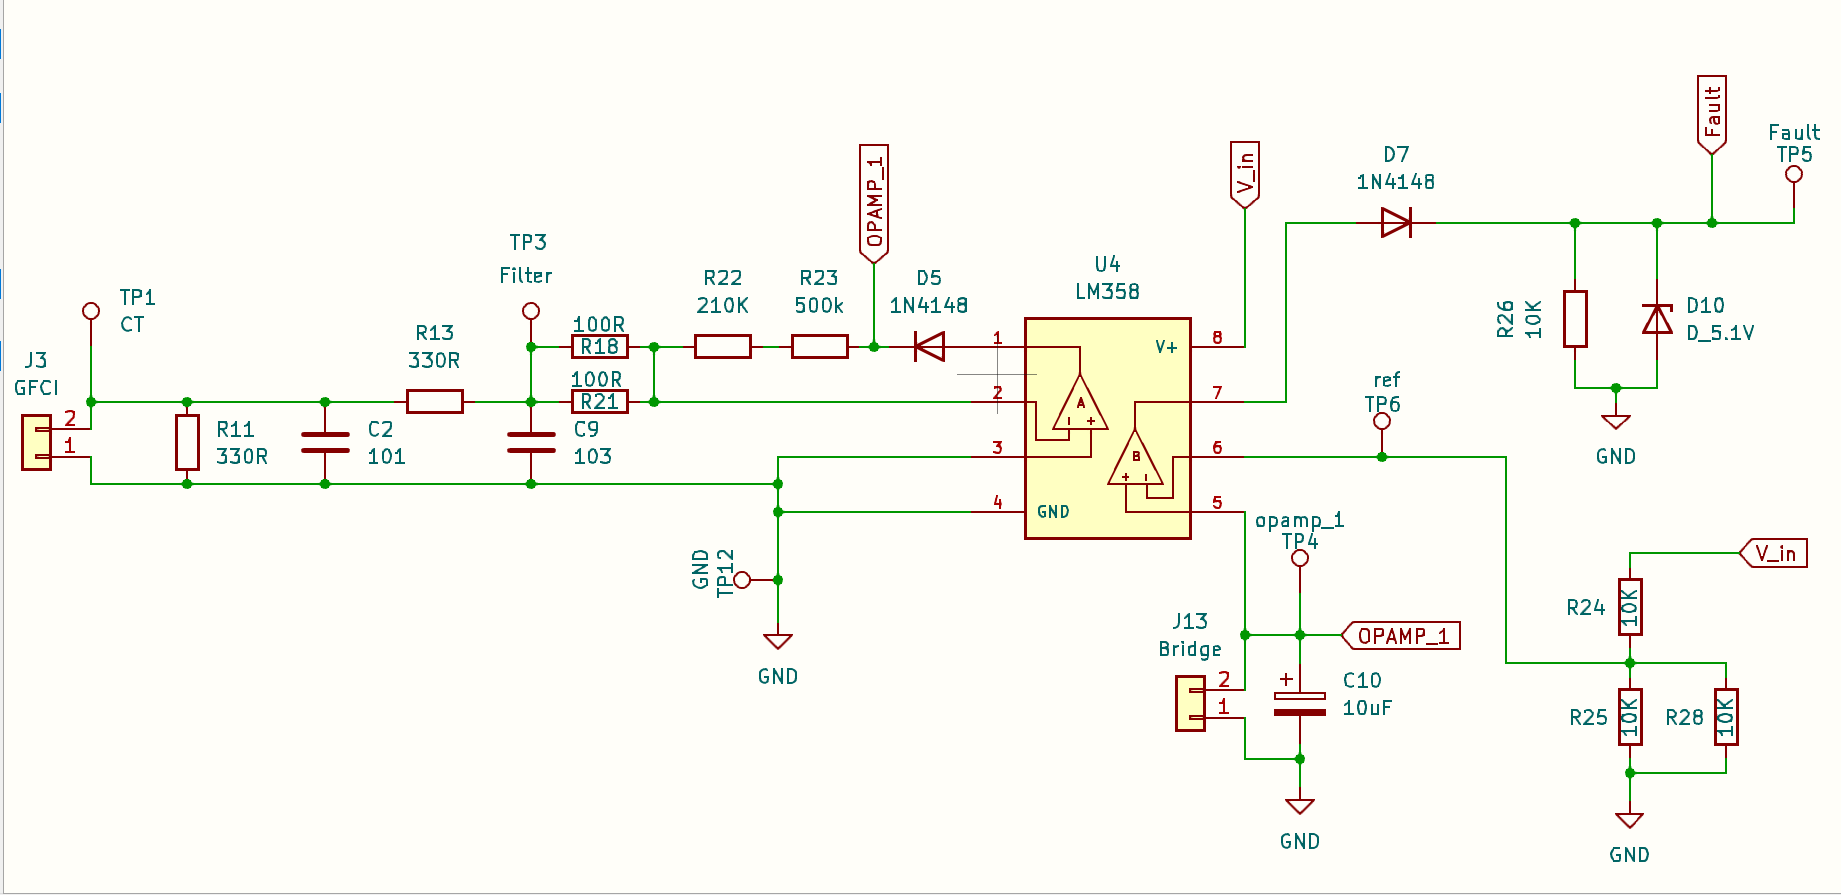 J3
GFCI
2
1
TP1
CT
R11
330R
C2
101
R13
330R
TP3
Filter
C9
103
100R
R18
100R
R21
R22
210K
R23
500k
OPAMP_1
D5
1N4148
GND
TP12
GND
U4
LM358
1
2
3
4
GND
V+
A
- +
B
+ -
8
7
6
5
V_in
D7
1N4148
Fault
Fault
TP5
R26
10K
D10
D_5.1V
GND
ref
TP6
opamp_1
TP4
J13
Bridge
2
1
OPAMP_1
+
C10
10uF
GND
V_in
R24
10K
R25
10K
R28
10K
GND